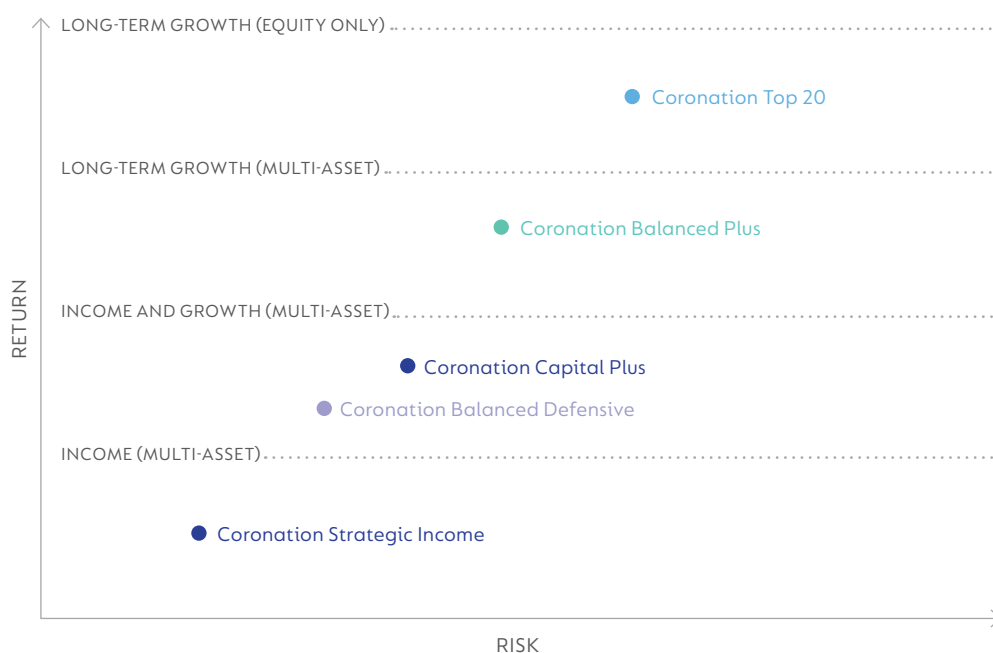 LONG-TERM GROWTH (EQUITY ONLY)
Coronation Top 20
LONG-TERM GROWTH (MULTI-ASSET)
Coronation Balanced Plus
RETURN
INCOME AND GROWTH (MULTI-ASSET)
Coronation Capital Plus
Coronation Balanced Defensive
INCOME (MULTI-ASSET)
Coronation Strategic Income
RISK